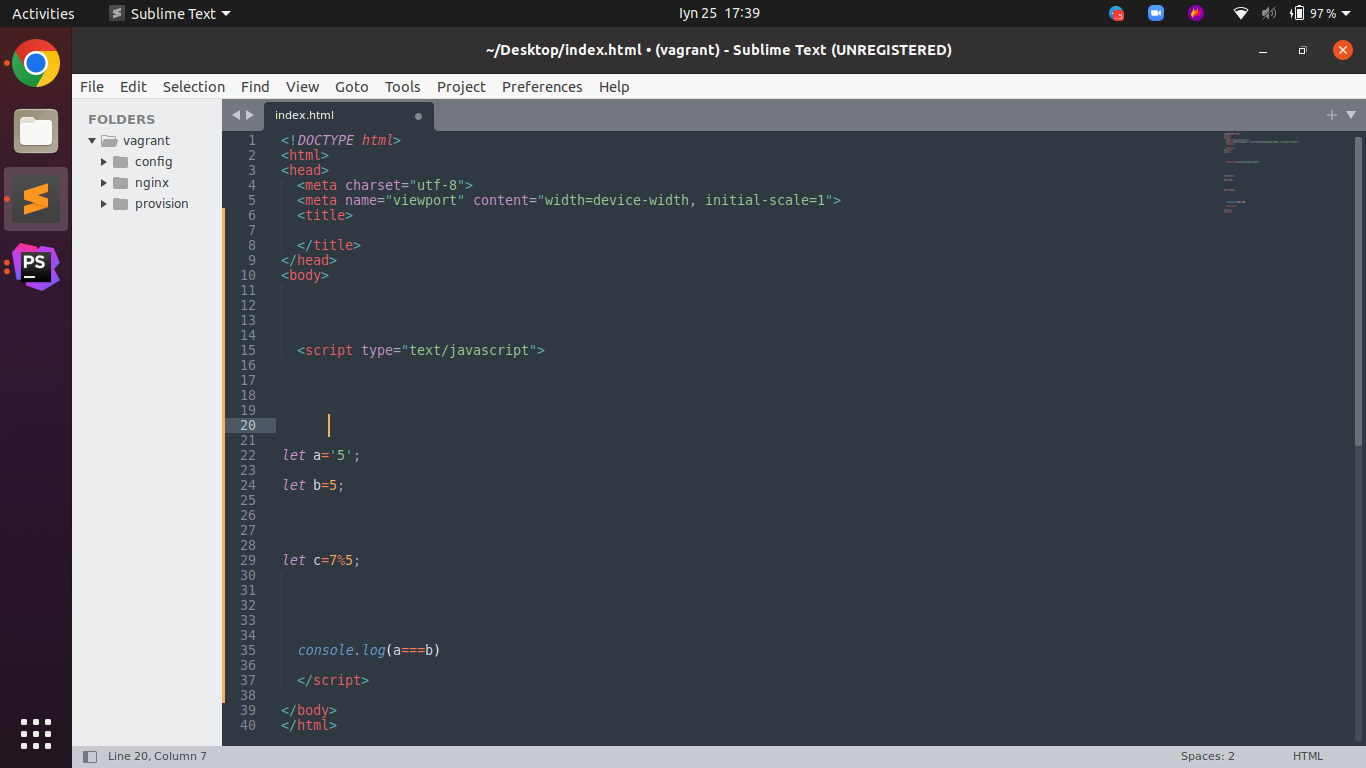 Activities
Sublime Text
Iyn 25 17:39
97 %
~/Desktop/index.html • (vagrant) - Sublime Text (UNREGISTERED)
File Edit Selection Find View Goto Tools Project Preferences Help
FOLDERS
vagrant
config
nginx
provision
PS
index.html
1 <!DOCTYPE html>
2 <html>
3 <head>
4 <meta charset="utf-8">
5 <meta name="viewport" content="width=device-width, initial-scale=1">
6 <title>
7
8 </title>
9 </head>
10 <body>
11
12
13
14
15 <script type="text/javascript">
16
17
18
19
20
21
22 let a='5';
23
24 let b=5;
25
26
27
28
29 let c=7%5;
30
31
32
33
34
35 console.log(a===b)
36
37 </script>
38
39 </body>
40 </html>
Line 20, Column 7
Spaces: 2
HTML